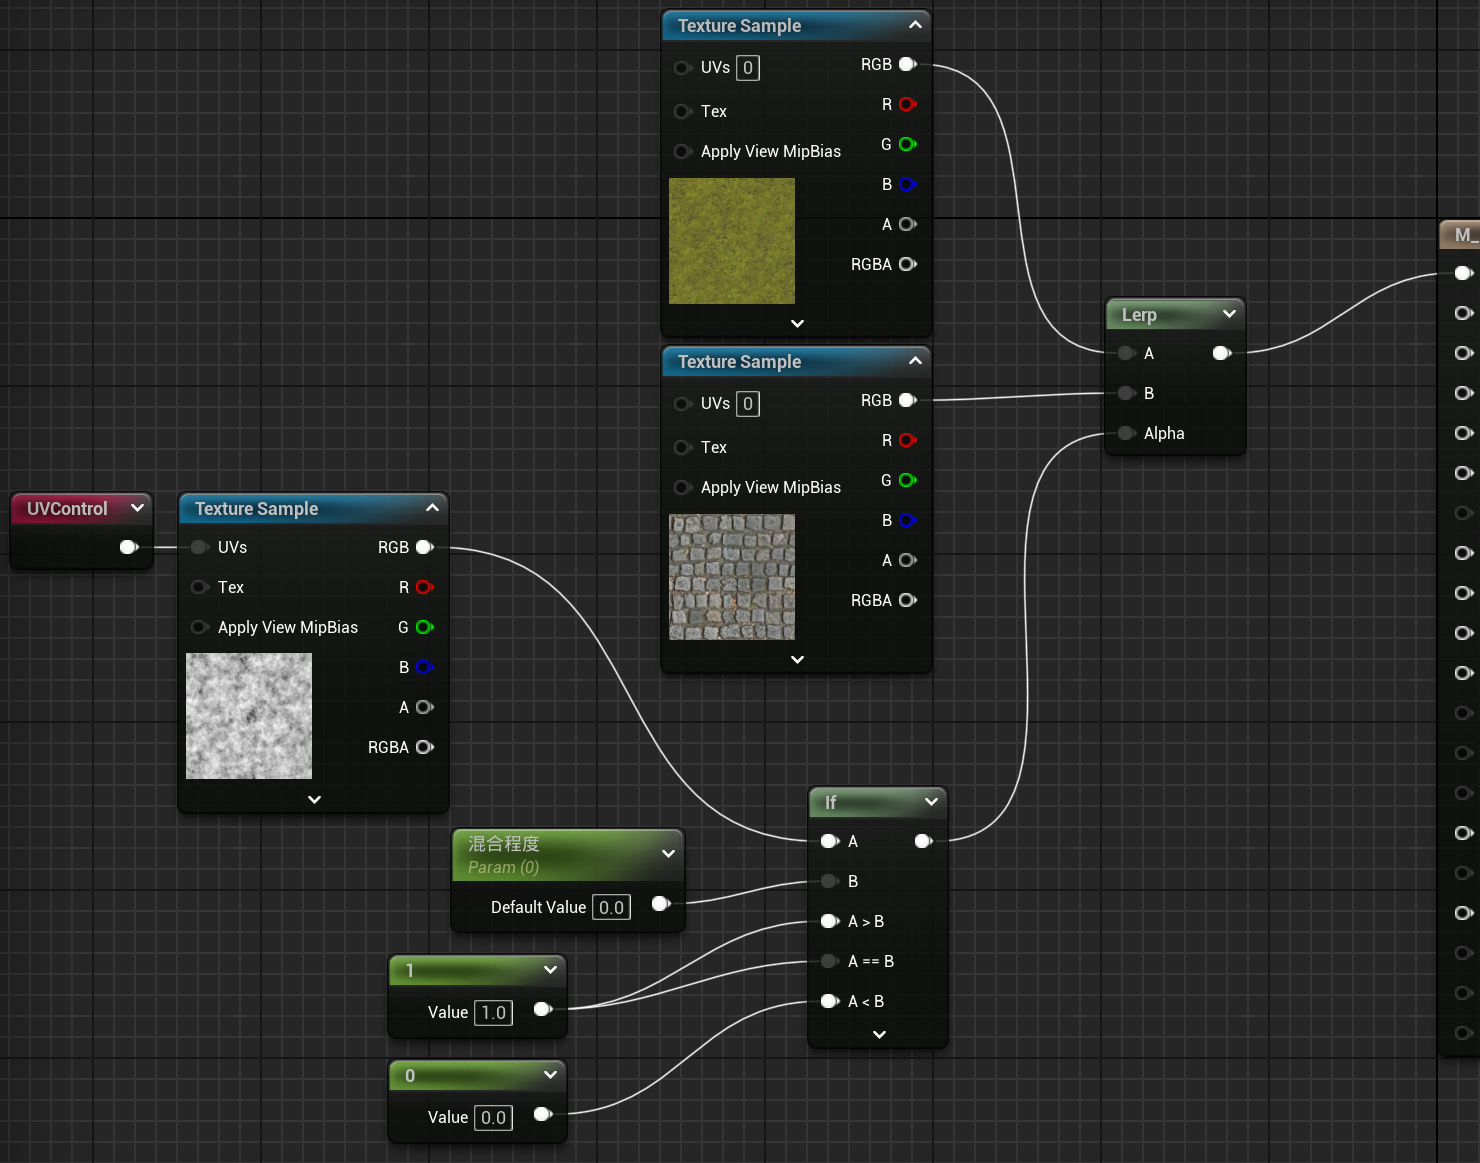 Texture Sample
UVs 0
RGB
R
Tex
G
Apply View MipBias
B
A
RGBA
Texture Sample
UVs 0
RGB
R
Tex
G
Apply View MipBias
B
A
RGBA
M_
Lerp
A
B
Alpha
UVControl
Texture Sample
UVs
RGB
Tex
R
Apply View MipBias
G
B
A
RGBA
混合程度
Param (0)
Default Value 0.0
1
Value 1.0
0
Value 0.0
If
A
B
A > B
A == B
A < B